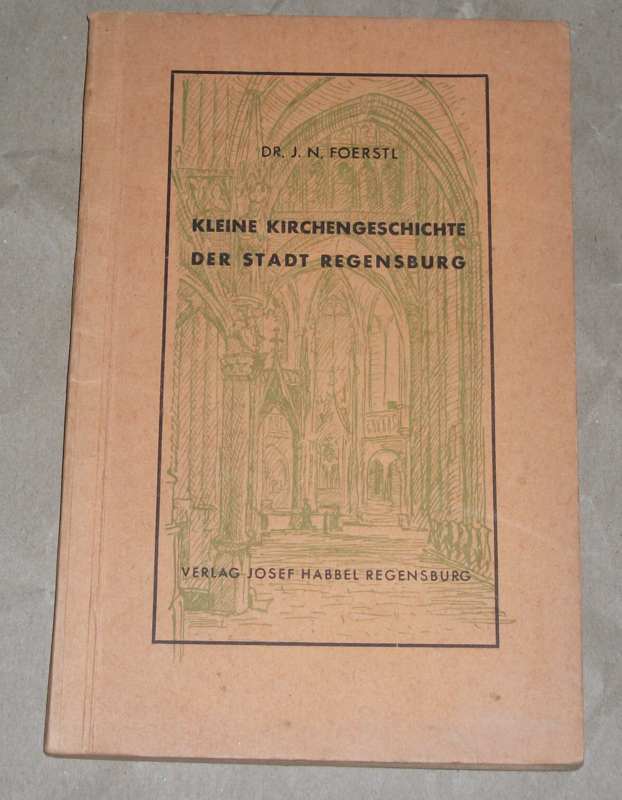 DR. J. N. FOERSTL
KLEINE KIRCHENGESCHICHTE
DER STADT REGENSBURG
VERLAG JOSEF HABBEL REGENSBURG